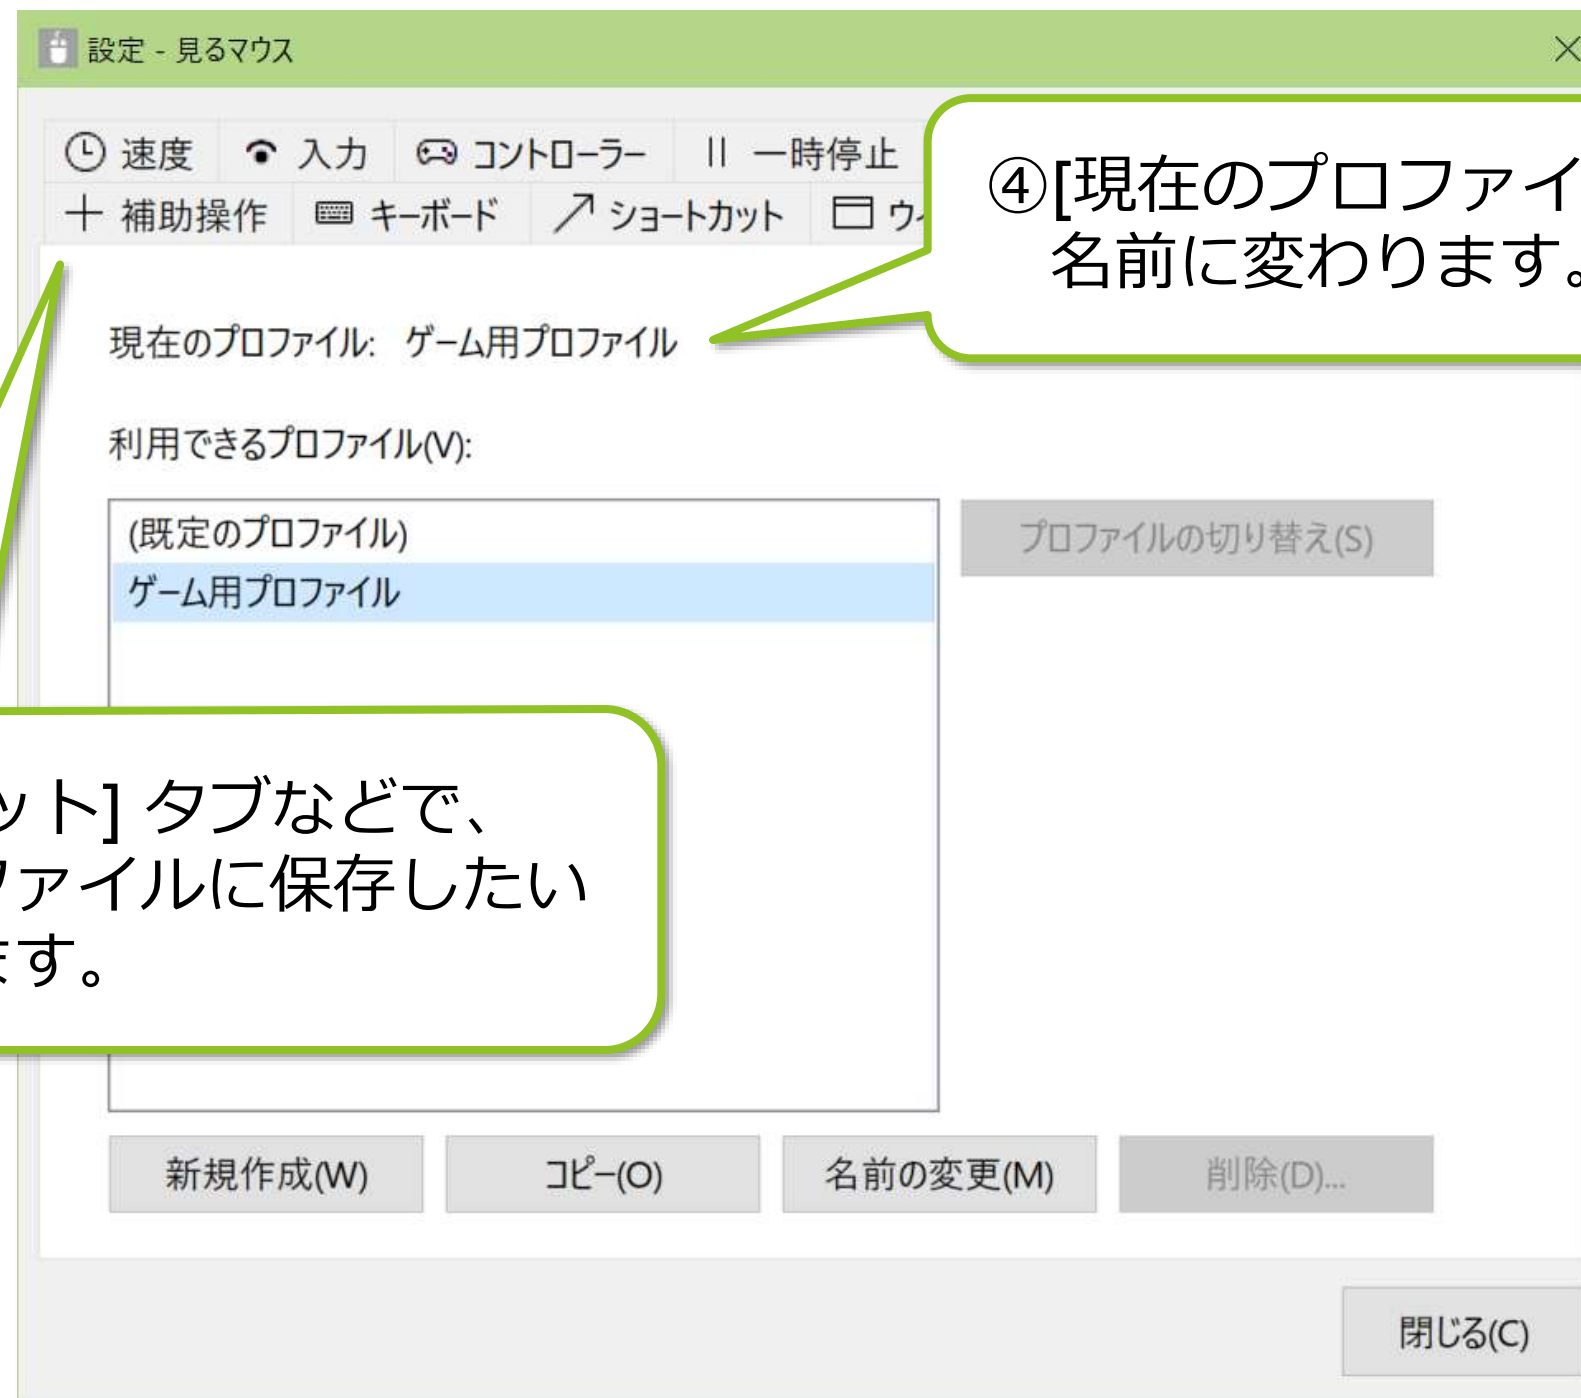 設定 - 見るマウス
速度 入力 コントローラー 一時停止
補助操作 キーボード ショートカット
④[現在のプロファイ
名前に変わります。
現在のプロファイル: ゲーム用プロファイル
利用できるプロファイル(V):
(既定のプロファイル)
ゲーム用プロファイル
プロファイルの切り替え(S)
ット] タブなどで、
ファイルに保存したい
ます。
新規作成(W) コピー(O) 名前の変更(M) 削除(D)...
閉じる(C)